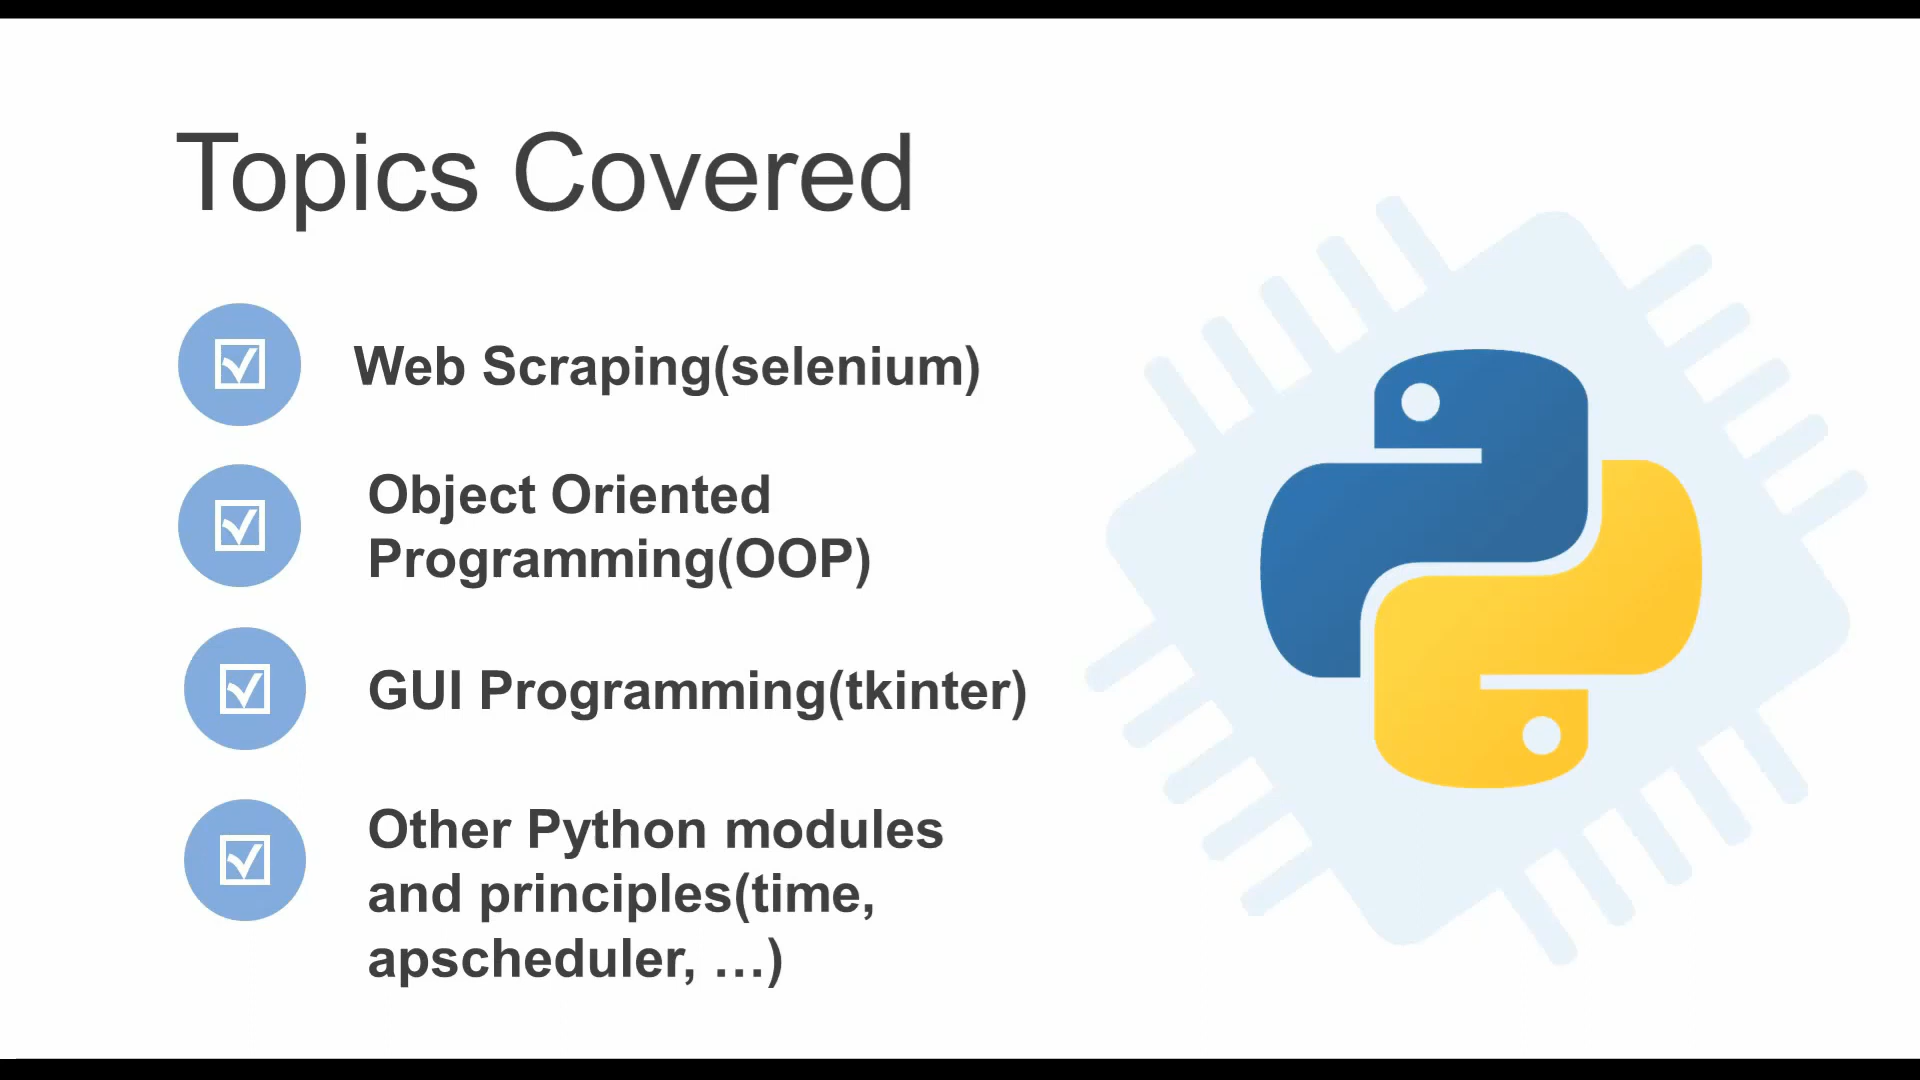 Topics Covered
Web Scraping(selenium)
Object Oriented
Programming(OOP)
GUI Programming(tkinter)
Other Python modules
and principles(time,
apscheduler, …)